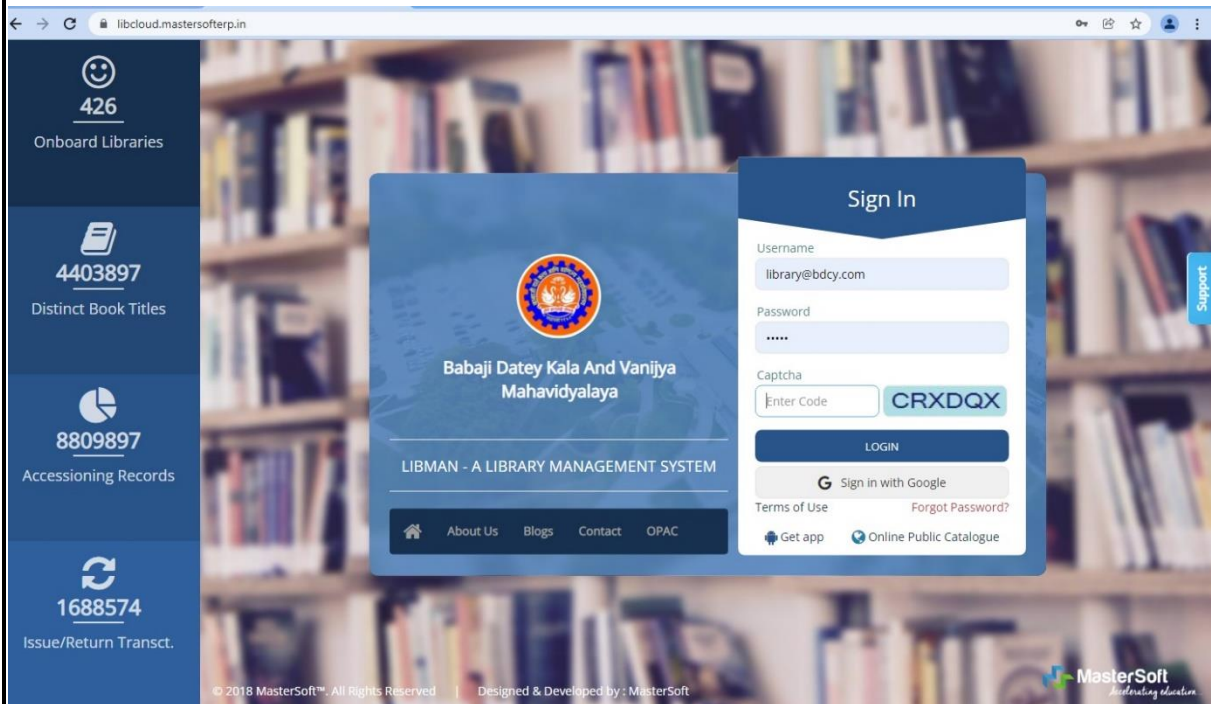 libcloud.mastersofterp.in
426
Onboard Libraries
4403897
Distinct Book Titles
8809897
Accessioning Records
1688574
Issue/Return Transct.
Babaji Datey Kala And Vanijya
Mahavidyalaya
LIBMAN - A LIBRARY MANAGEMENT SYSTEM
About Us Blogs Contact OPAC
Sign In
Username
library@bdcy.com
Password
•••••
Captcha
Enter Code CRXDQX
LOGIN
G Sign in with Google
Terms of Use Forgot Password?
Get app Online Public Catalogue
Support
© 2018 MasterSoft™. All Rights Reserved | Designed & Developed by : MasterSoft
MasterSoft
Accelerating education...